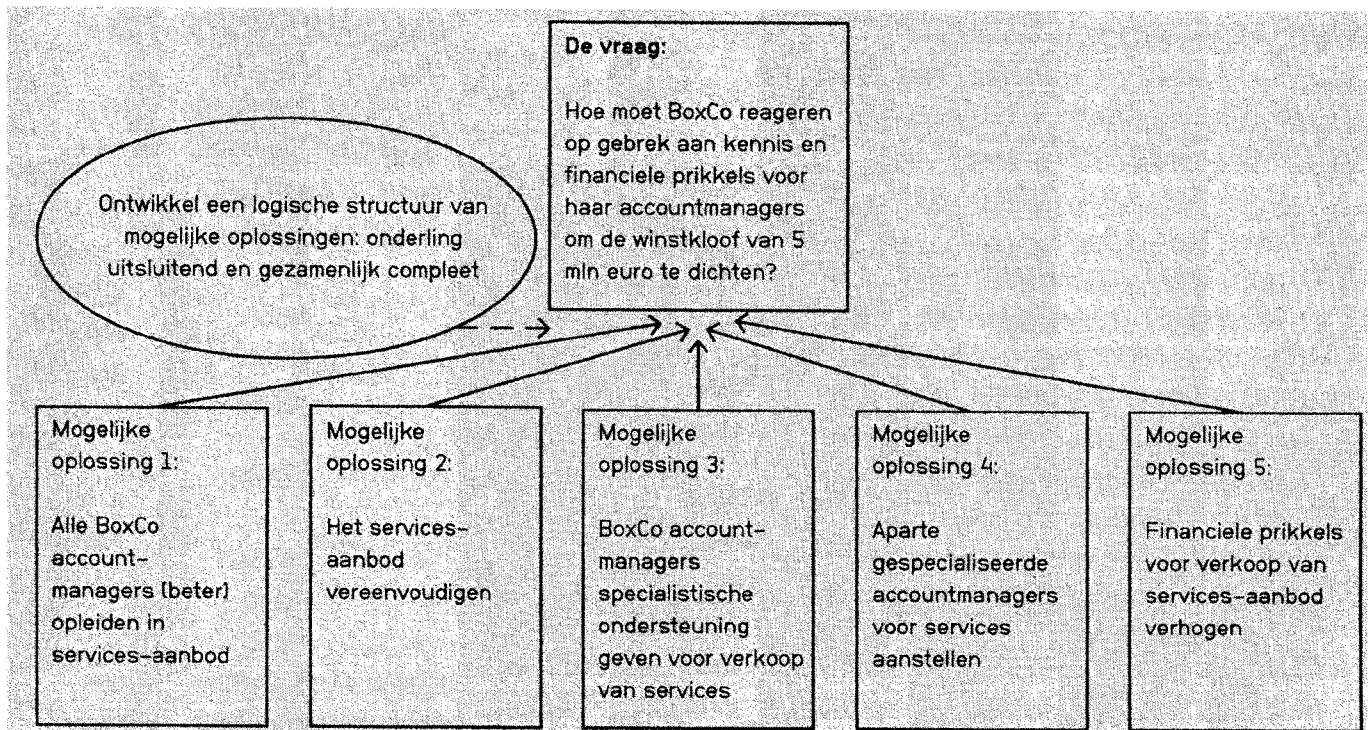 De vraag:
Hoe moet BoxCo reageren
op gebrek aan kennis en
financiele prikkels voor
haar accountmanagers
om de winstkloof van 5
mln euro te dichten?
Ontwikkel een logische structuur van
mogelijke oplossingen: onderling
uitsluitend en gezamenlijk compleet
Mogelijke
oplossing 1:
Alle BoxCo
account-
managers (beter)
opleiden in
services-aanbod
Mogelijke
oplossing 2:
Het services-
aanbod
vereenvoudigen
Mogelijke
oplossing 3:
BoxCo account-
managers
specialistische
ondersteuning
geven voor verkoop
van services
Mogelijke
oplossing 4:
Aparte
gespecialiseerde
accountmanagers
voor services
aanstellen
Mogelijke
oplossing 5:
Financiele prikkels
voor verkoop van
services-aanbod
verhogen